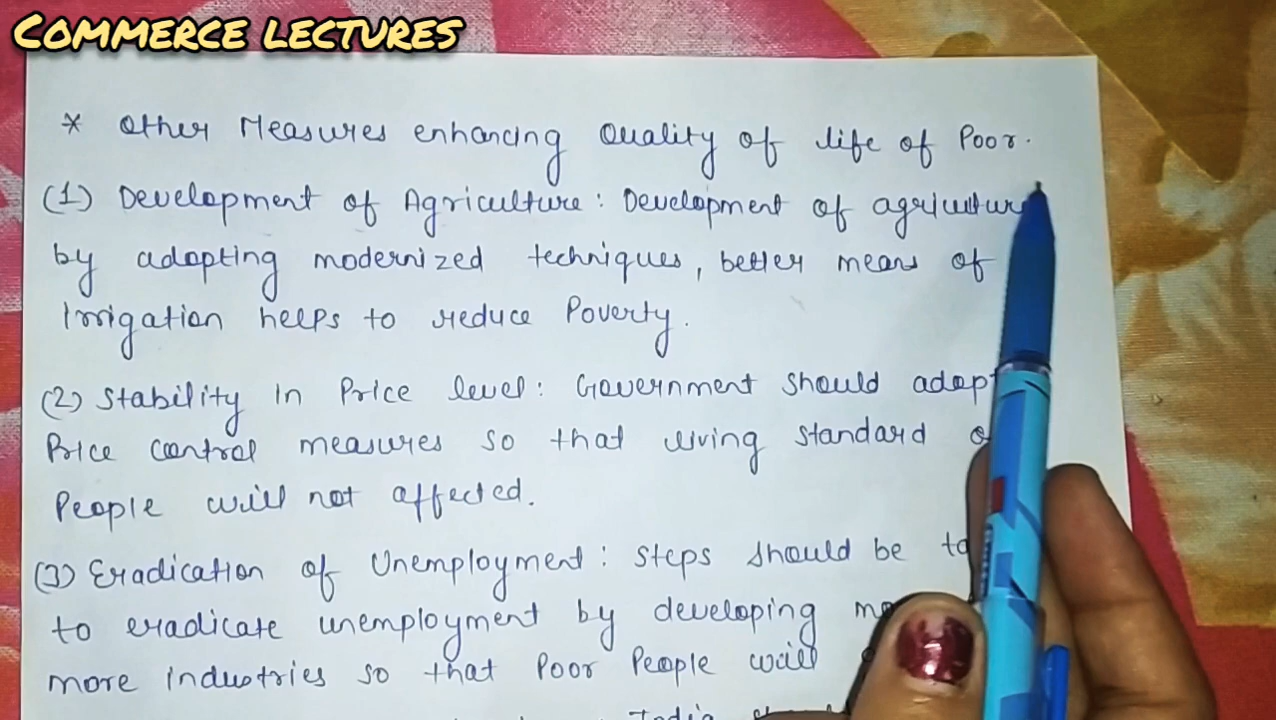 COMMERCE LECTURES
* Other Measures enhancing Quality of life of Poor.
(1) Development of Agriculture: Development of agricultur
by adopting modernized techniques, better means of
Irrigation helps to reduce Poverty.
(2) Stability in Price level: Government should adopt
Price control measures so that living standard o
People will not affected.
(3) Eradication of Unemployment: Steps should be
to eradicate unemployment by developing
more industries so that Poor People will
India